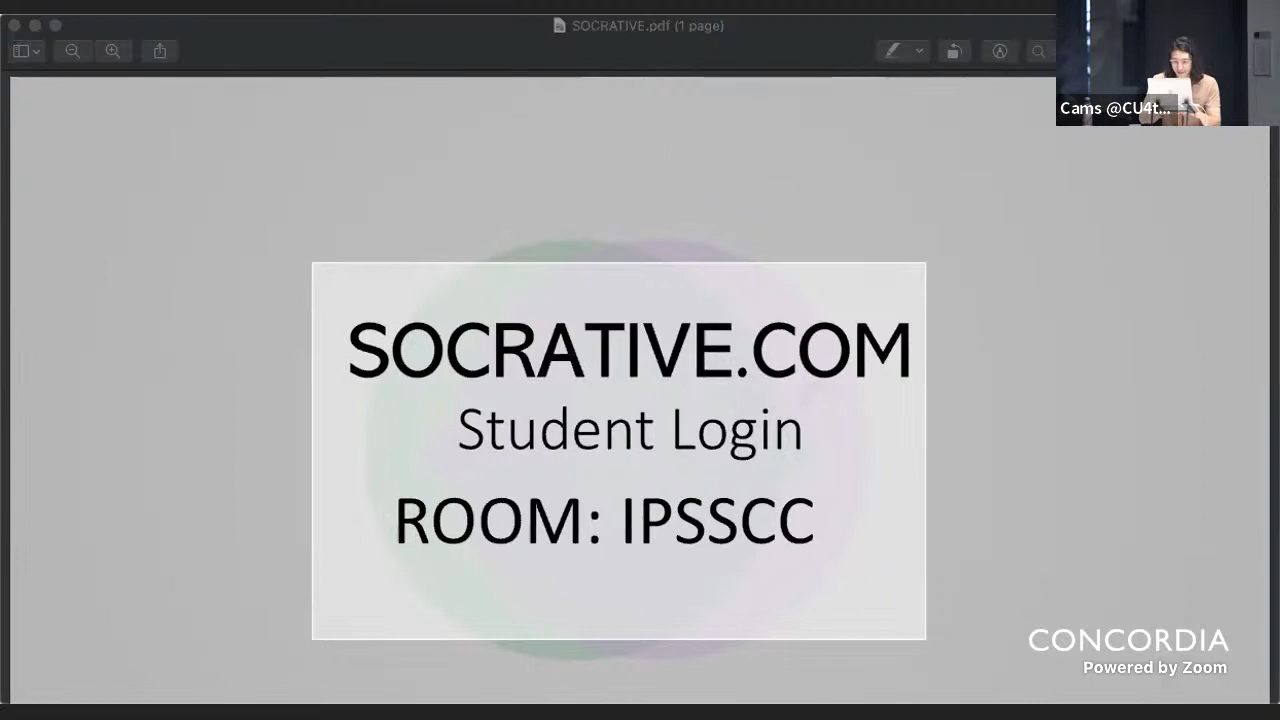 SOCRATIVE.pdf (1 page)
Cams @CU4t...
SOCRATIVE.COM
Student Login
ROOM: IPSSCC
CONCORDIA
Powered by Zoom